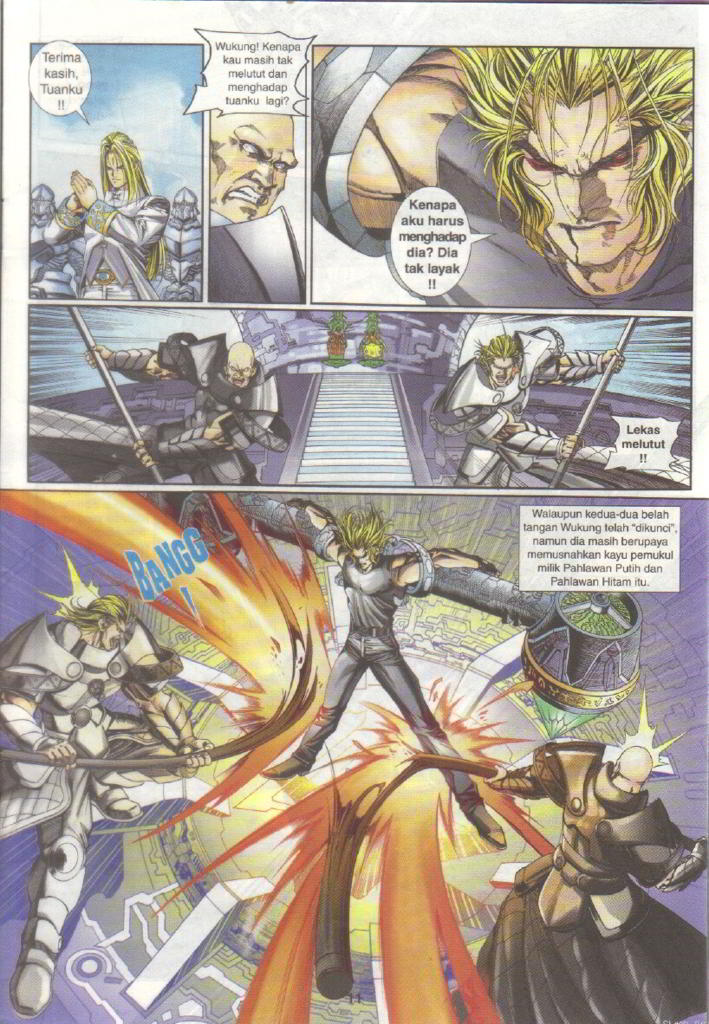 Terima
kasih,
Tuanku
!!
Wukung! Kenapa
kau masih tak
melutut dan
menghadap
tuanku lagi?
Kenapa
aku harus
menghadap
dia? Dia
tak layak
!!
Lekas
melutut
!!
Walaupun kedua-dua belah
tangan Wukung telah "dikunci",
namun dia masih berupaya
memusnahkan kayu pemukul
milik Pahlawan Putih dan
Pahlawan Hitam itu.
BANGG
!
11